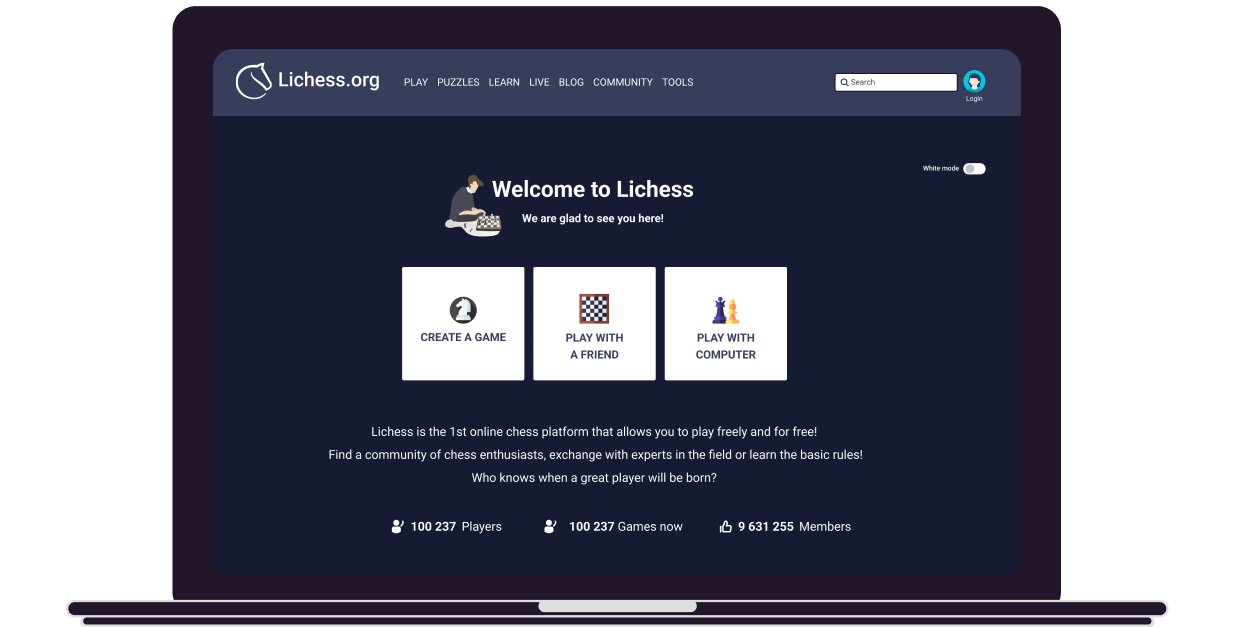 Lichess.org PLAY PUZZLES LEARN LIVE BLOG COMMUNITY TOOLS Search
Login
White mode
Welcome to Lichess
We are glad to see you here!
CREATE A GAME
PLAY WITH
A FRIEND
PLAY WITH
COMPUTER
Lichess is the 1st online chess platform that allows you to play freely and for free!
Find a community of chess enthusiasts, exchange with experts in the field or learn the basic rules!
Who knows when a great player will be born?
100 237 Players 100 237 Games now 9 631 255 Members